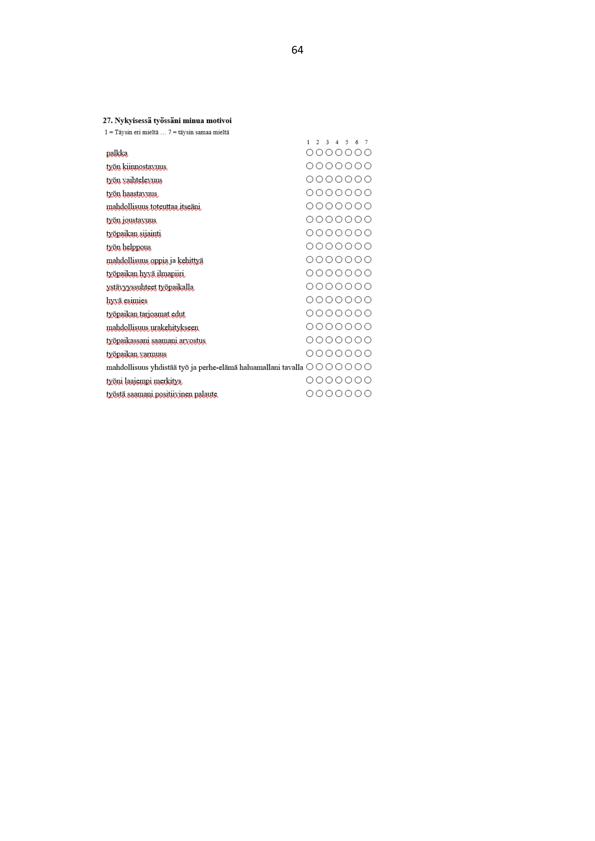 64
27. Nykyisessä työssäni minua motivoi
1 = Täysin eri mieltä … 7 = täysin samaa mieltä
1 2 3 4 5 6 7
palkka
työn kiinnostavuus
työn vaihtelevuus
työn haastavuus
mahdollisuus toteuttaa itseäni
työn joustavuus
työpaikan sijainti
työn helppous
mahdollisuus oppia ja kehittyä
työpaikan hyvä ilmapiiri
ystävyyssuhteet työpaikalla
hyvä esimies
työpaikan tarjoamat edut
mahdollisuus urakehitykseen
työpaikassani saamani arvostus
työpaikan varmuus
mahdollisuus yhdistää työ ja perhe-elämä haluamallani tavalla
työni laajempi merkitys
työstä saamani positiivinen palaute